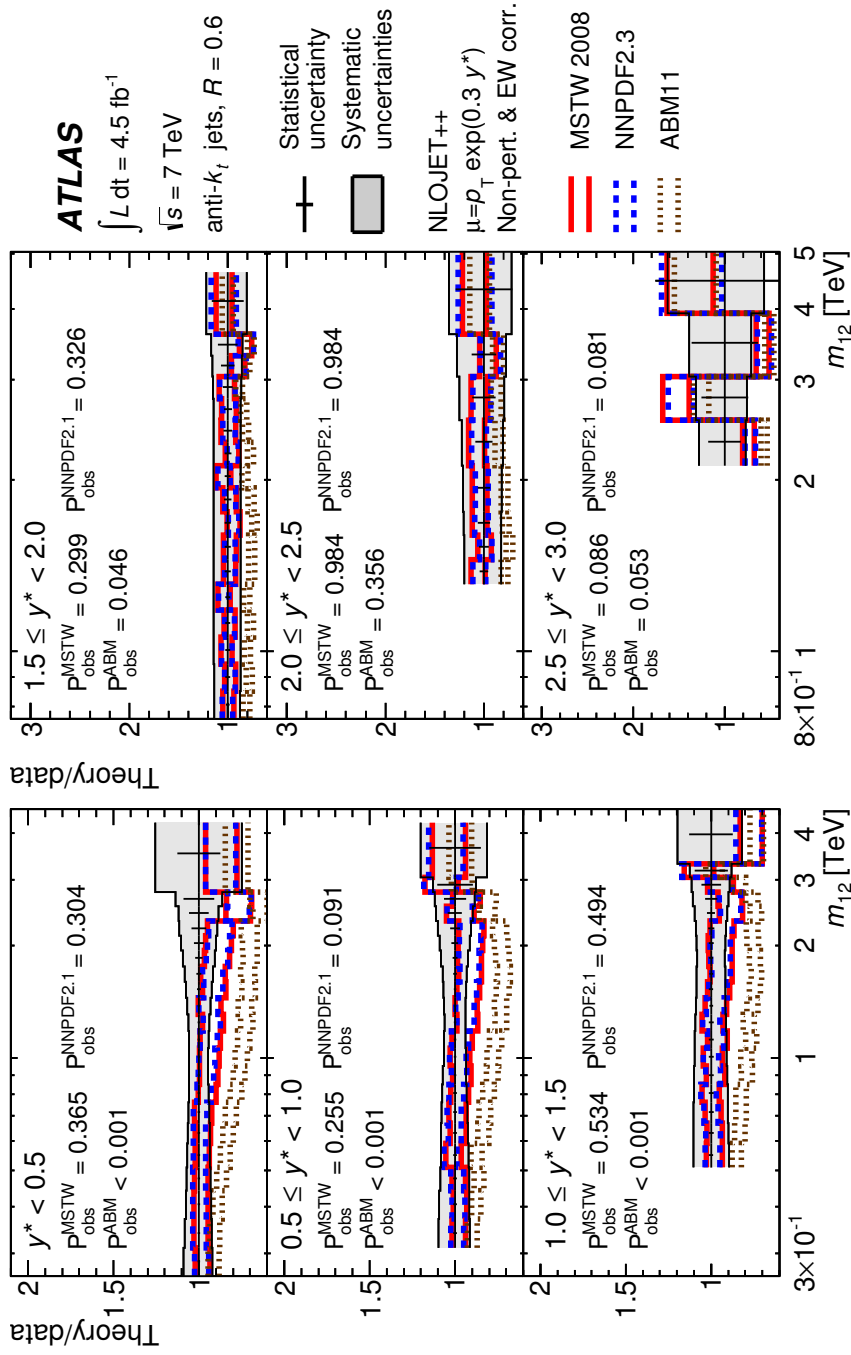 Theory/data
y* < 0.5
P_obs^MSTW = 0.365 P_obs^NNPDF2.1 = 0.304
P_obs^ABM < 0.001
2
1.5
1
0.5 ≤ y* < 1.0
P_obs^MSTW = 0.255 P_obs^NNPDF2.1 = 0.091
P_obs^ABM < 0.001
2
1.5
1
1.0 ≤ y* < 1.5
P_obs^MSTW = 0.534 P_obs^NNPDF2.1 = 0.494
P_obs^ABM < 0.001
2
1.5
1
3×10⁻¹ 1 2 3 4
m₁₂ [TeV]
Theory/data
1.5 ≤ y* < 2.0
P_obs^MSTW = 0.299 P_obs^NNPDF2.1 = 0.326
P_obs^ABM = 0.046
3
2
1
2.0 ≤ y* < 2.5
P_obs^MSTW = 0.984 P_obs^NNPDF2.1 = 0.984
P_obs^ABM = 0.356
3
2
1
2.5 ≤ y* < 3.0
P_obs^MSTW = 0.086 P_obs^NNPDF2.1 = 0.081
P_obs^ABM = 0.053
3
2
1
8×10⁻¹ 1 2 3 4 5
m₁₂ [TeV]
ATLAS
∫ L dt = 4.5 fb⁻¹
√s = 7 TeV
anti-k_t jets, R = 0.6
Statistical
uncertainty
Systematic
uncertainties
NLOJET++
μ=p_T exp(0.3 y*)
Non-pert. & EW corr.
MSTW 2008
NNPDF2.3
ABM11